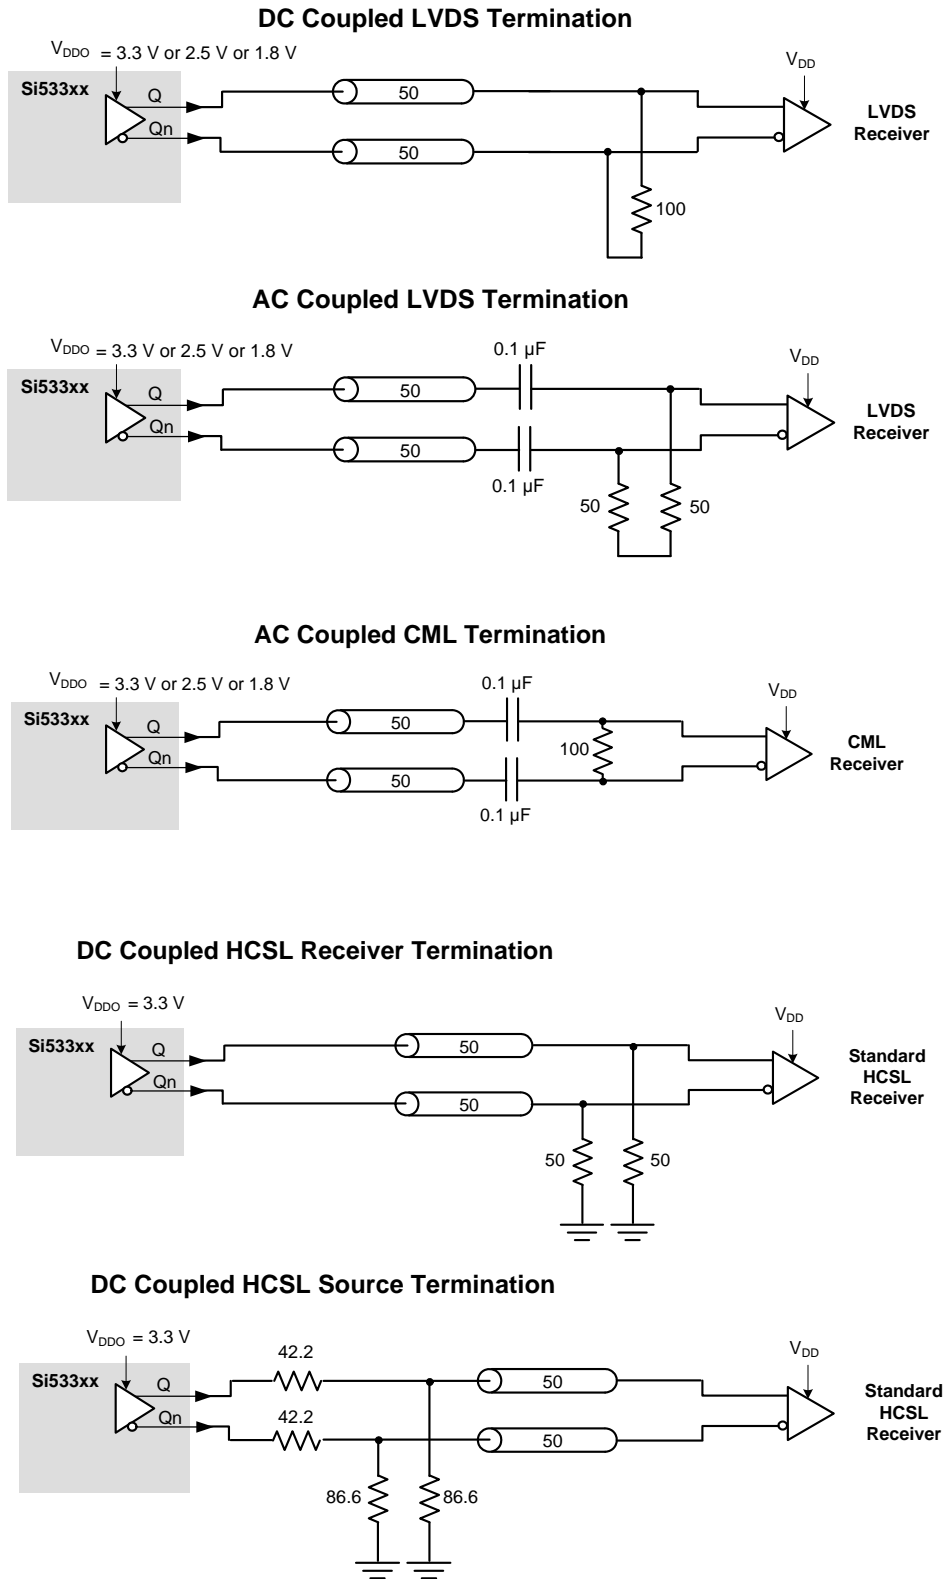 DC Coupled LVDS Termination
VDDO = 3.3 V or 2.5 V or 1.8 V
VDD
Si533xx
Q
50
LVDS
Receiver
Qn
50
100
AC Coupled LVDS Termination
VDDO = 3.3 V or 2.5 V or 1.8 V
0.1 µF
VDD
Si533xx
Q
50
LVDS
Receiver
Qn
50
0.1 µF
50
50
AC Coupled CML Termination
VDDO = 3.3 V or 2.5 V or 1.8 V
0.1 µF
VDD
Si533xx
Q
50
100
CML
Receiver
Qn
50
0.1 µF
DC Coupled HCSL Receiver Termination
VDDO = 3.3 V
VDD
Si533xx
Q
50
Standard
HCSL
Receiver
Qn
50
50
50
DC Coupled HCSL Source Termination
VDDO = 3.3 V
42.2
VDD
Si533xx
Q
50
Standard
HCSL
Receiver
Qn
42.2
50
86.6
86.6